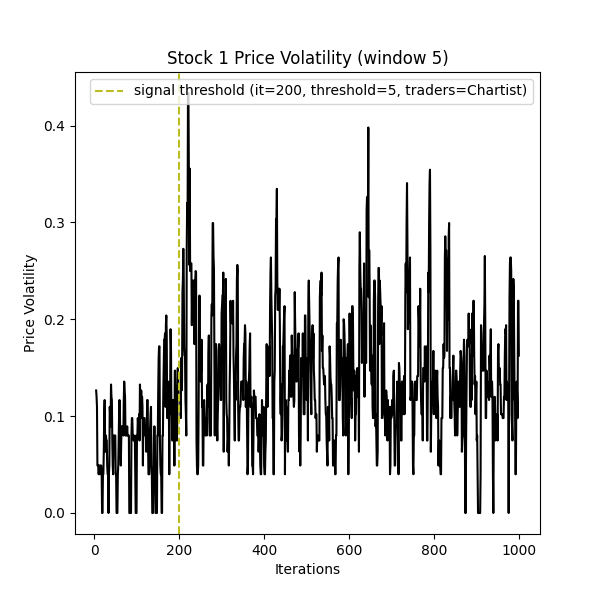 Stock 1 Price Volatility (window 5)
signal threshold (it=200, threshold=5, traders=Chartist)
Price Volatility
0.4
0.3
0.2
0.1
0.0
0 200 400 600 800 1000
Iterations